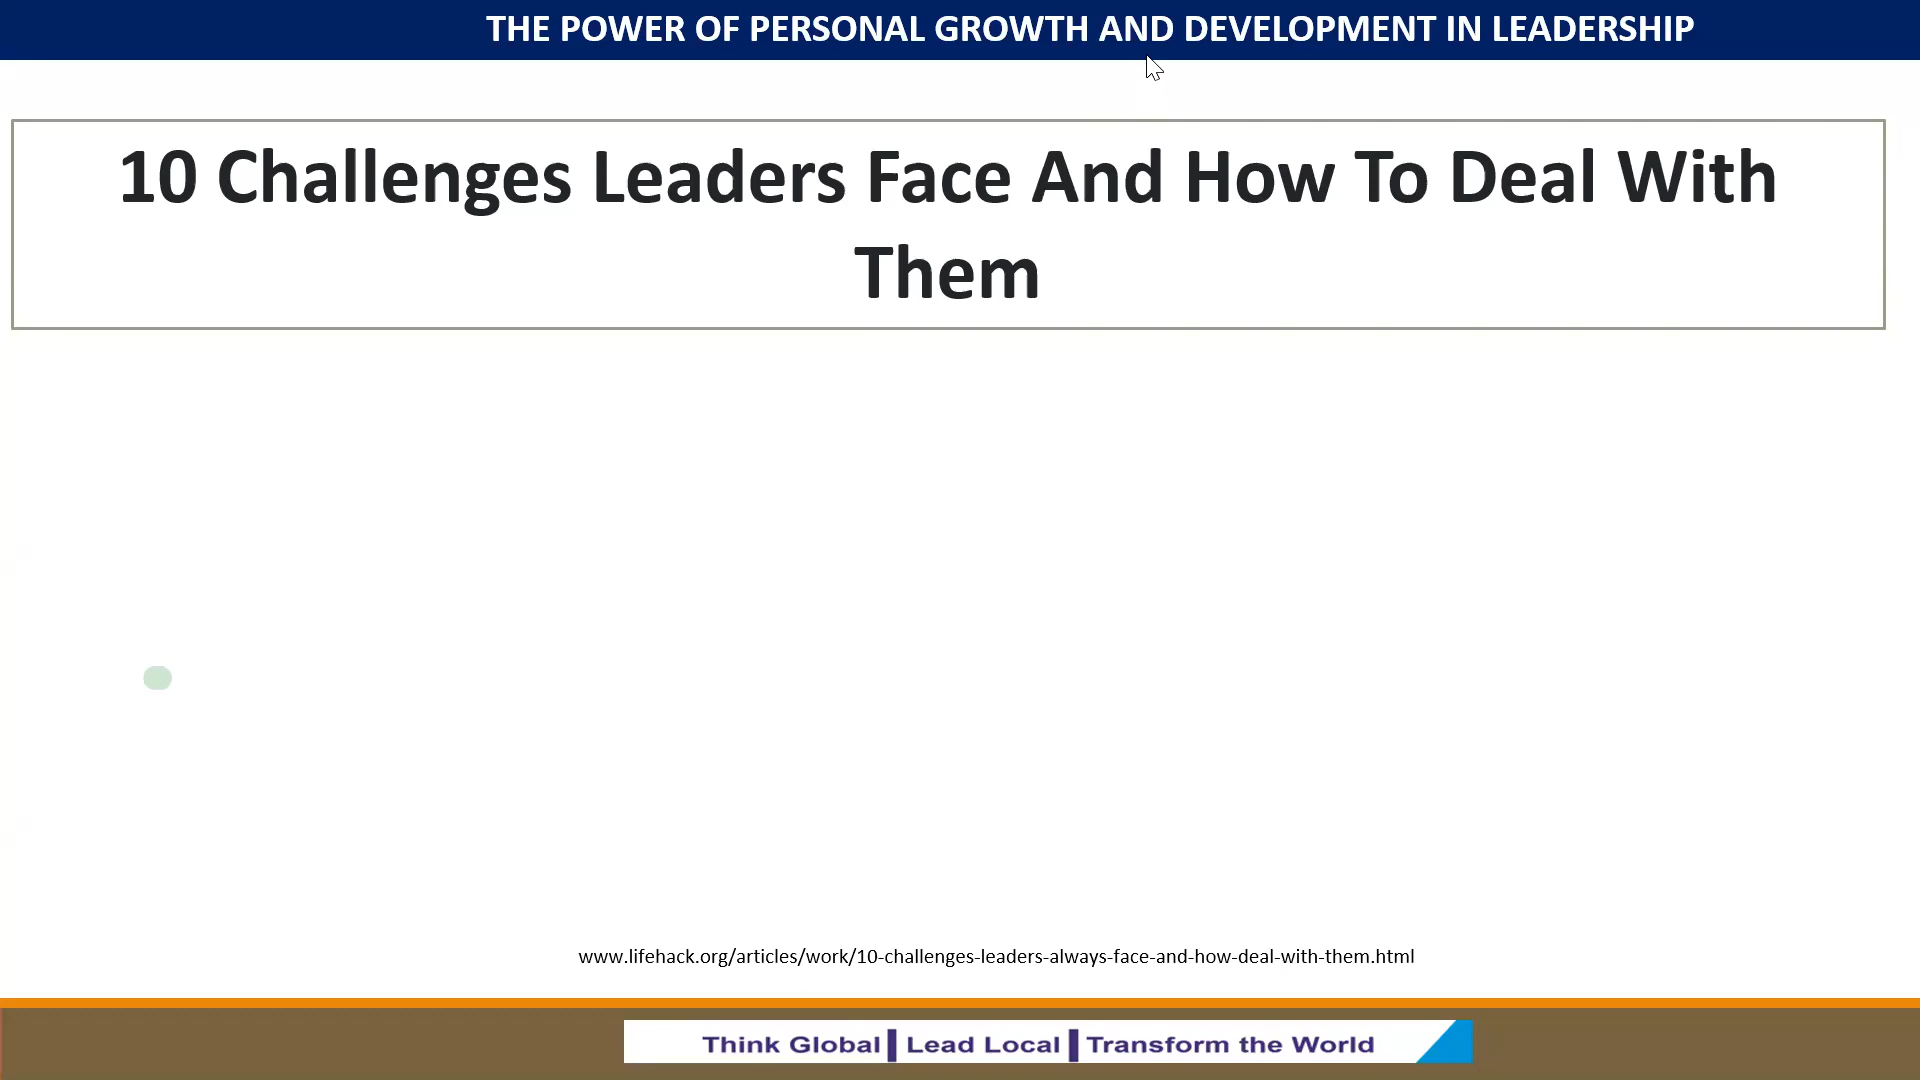 THE POWER OF PERSONAL GROWTH AND DEVELOPMENT IN LEADERSHIP
10 Challenges Leaders Face And How To Deal With
Them
www.lifehack.org/articles/work/10-challenges-leaders-always-face-and-how-deal-with-them.html
Think Global | Lead Local | Transform the World